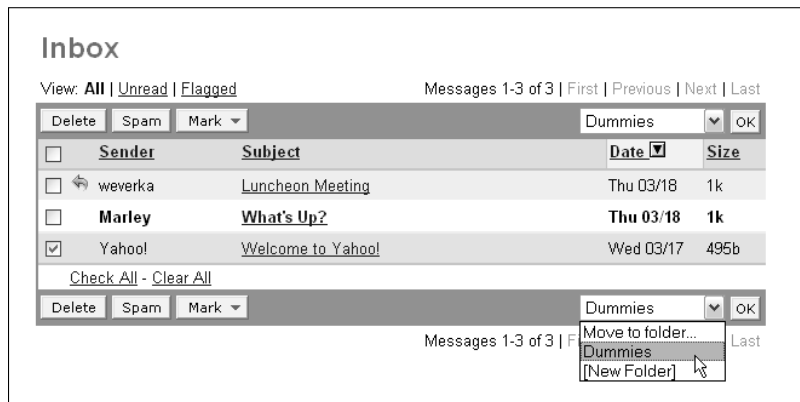 Inbox
View: All | Unread | Flagged Messages 1-3 of 3 | First | Previous | Next | Last
Delete Spam Mark Dummies OK
Sender Subject Date Size
weverka Luncheon Meeting Thu 03/18 1k
Marley What's Up? Thu 03/18 1k
Yahoo! Welcome to Yahoo! Wed 03/17 495b
Check All - Clear All
Delete Spam Mark Dummies OK
Messages 1-3 of 3 | Last
Move to folder...
Dummies
[New Folder]